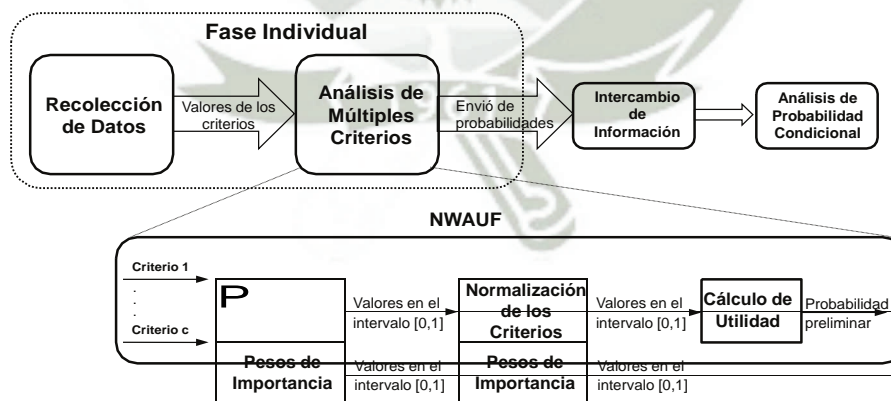 Fase Individual
Recolección
de Datos
Valores de los
criterios
Análisis de
Múltiples
Criterios
Envió de
probabilidades
Intercambio
de
Información
Análisis de
Probabilidad
Condicional
NWAUF
Criterio 1
.
.
.
Criterio c
P
Valores en el
intervalo [0,1]
Normalización
de los
Criterios
Valores en el
intervalo [0,1]
Cálculo de
Utilidad
Probabilidad
preliminar
Pesos de
Importancia
Valores en el
intervalo [0,1]
Pesos de
Importancia
Valores en el
intervalo [0,1]